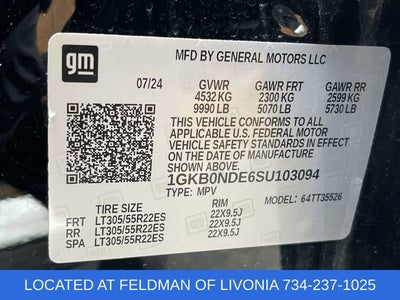 gm
MFD BY GENERAL MOTORS LLC
07/24 GVWR GAWR FRT GAWR RR
4532 KG 2300 KG 2599 KG
9990 LB 5070 LB 5730 LB
THIS VEHICLE CONFORMS TO ALL
APPLICABLE U.S. FEDERAL MOTOR
VEHICLE SAFETY STANDARDS IN EFFECT
ON THE DATE OF MANUFACTURE
SHOWN ABOVE.
1GKB0NDE6SU103094
TYPE: MPV
MODEL: 64TT35526
TIRE SIZE RIM
FRT LT305/55R22ES 22X9.5J
RR LT305/55R22ES 22X9.5J
SPA LT305/55R22ES 22X9.5J
LOCATED AT FELDMAN OF LIVONIA 734-237-1025